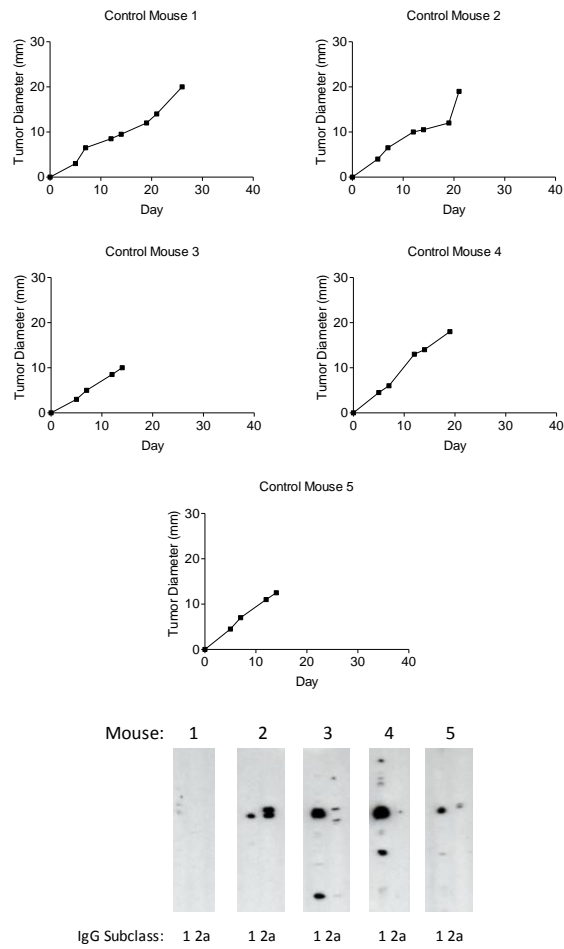 Control Mouse 1
Tumor Diameter (mm)
30
20
10
0
0 10 20 30 40
Day
Control Mouse 2
Tumor Diameter (mm)
30
20
10
0
0 10 20 30 40
Day
Control Mouse 3
Tumor Diameter (mm)
30
20
10
0
0 10 20 30 40
Day
Control Mouse 4
Tumor Diameter (mm)
30
20
10
0
0 10 20 30 40
Day
Control Mouse 5
Tumor Diameter (mm)
30
20
10
0
0 10 20 30 40
Day
Mouse: 1 2 3 4 5
IgG Subclass: 1 2a 1 2a 1 2a 1 2a 1 2a